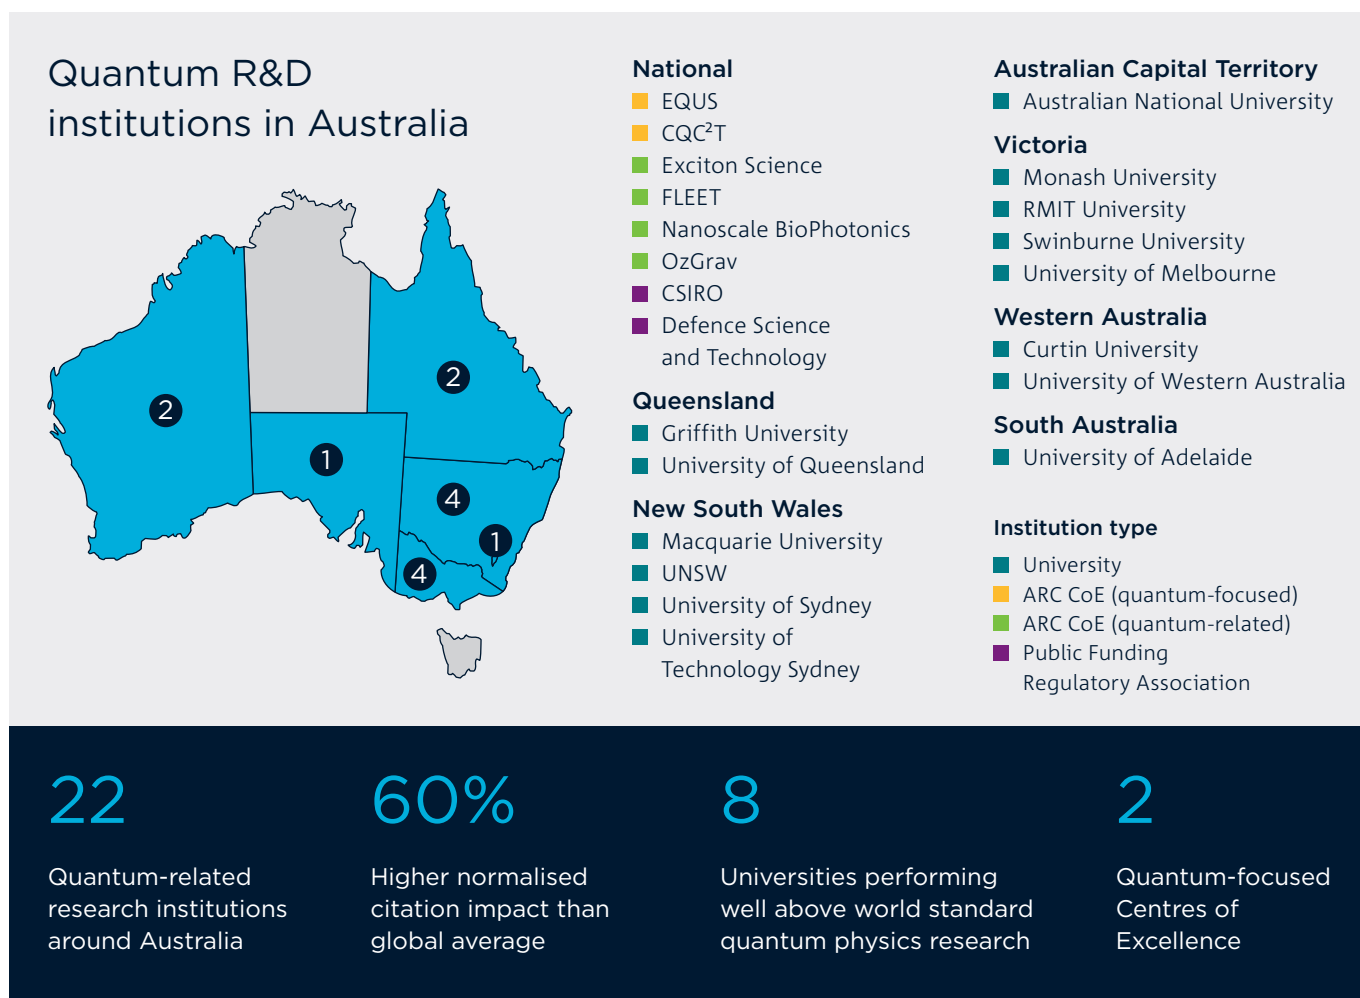 Quantum R&D
institutions in Australia
2
2
1
4
1
4
National
EQUS
CQC²T
Exciton Science
FLEET
Nanoscale BioPhotonics
OzGrav
CSIRO
Defence Science
and Technology
Queensland
Griffith University
University of Queensland
New South Wales
Macquarie University
UNSW
University of Sydney
University of
Technology Sydney
Australian Capital Territory
Australian National University
Victoria
Monash University
RMIT University
Swinburne University
University of Melbourne
Western Australia
Curtin University
University of Western Australia
South Australia
University of Adelaide
Institution type
University
ARC CoE (quantum-focused)
ARC CoE (quantum-related)
Public Funding
Regulatory Association
22
Quantum-related
research institutions
around Australia
60%
Higher normalised
citation impact than
global average
8
Universities performing
well above world standard
quantum physics research
2
Quantum-focused
Centres of
Excellence